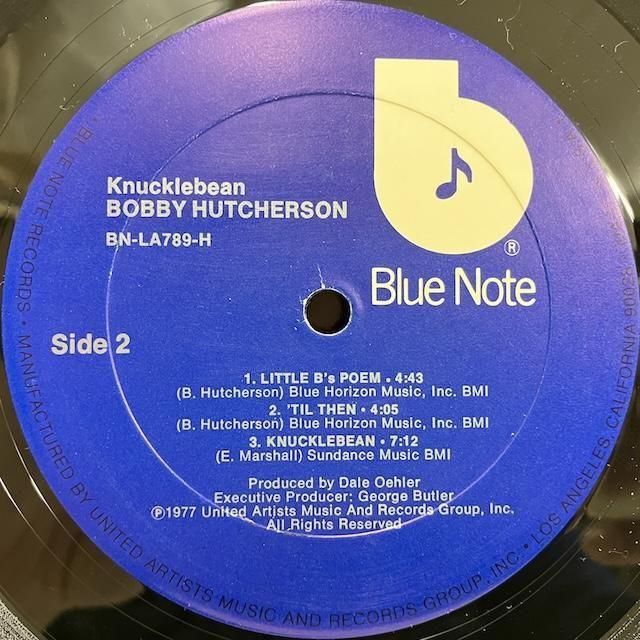 Knucklebean
BOBBY HUTCHERSON
BN-LA789-H
®
Blue Note
Side 2
1. LITTLE B's POEM • 4:43
(B. Hutcherson) Blue Horizon Music, Inc. BMI
2. 'TIL THEN • 4:05
(B. Hutcherson) Blue Horizon Music, Inc. BMI
3. KNUCKLEBEAN • 7:12
(E. Marshall) Sundance Music BMI
Produced by Dale Oehler
Executive Producer: George Butler
℗1977 United Artists Music And Records Group, Inc.
All Rights Reserved
• BLUE NOTE RECORDS • MANUFACTURED BY UNITED ARTISTS MUSIC AND RECORDS GROUP, INC. • LOS ANGELES, CALIFORNIA 90028